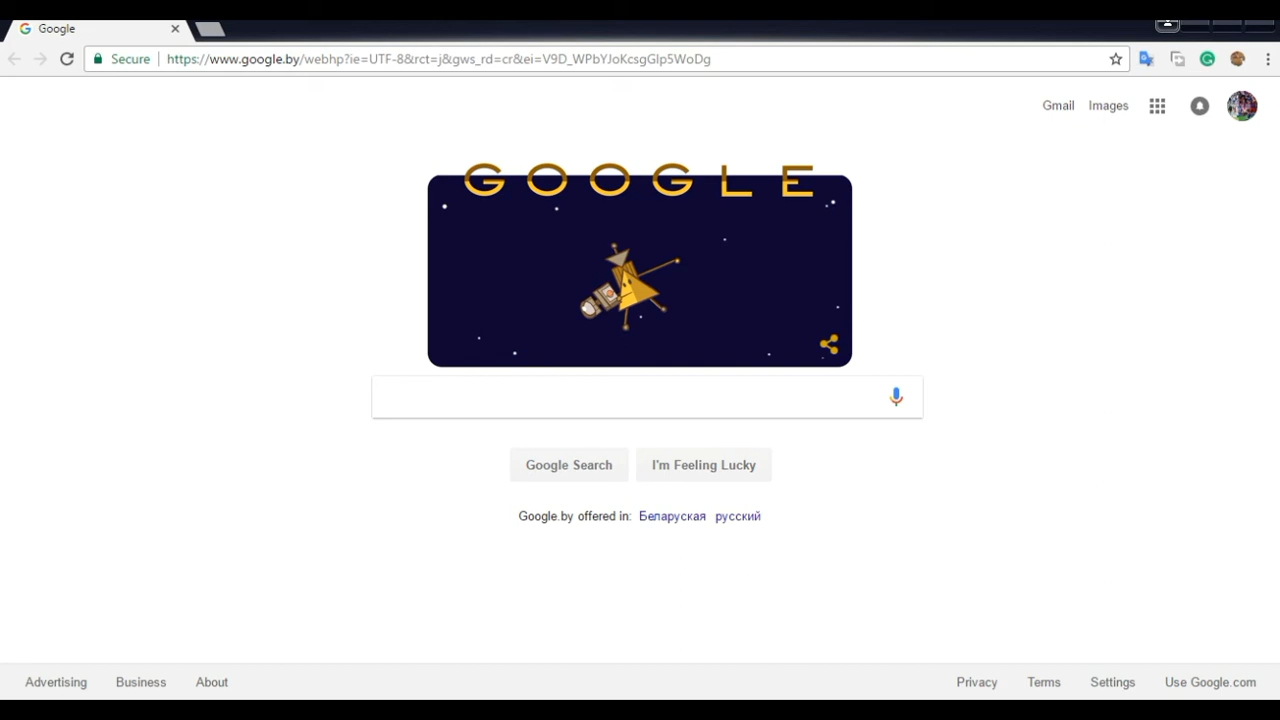 Google
Secure https://www.google.by/webhp?ie=UTF-8&rct=j&gws_rd=cr&ei=V9D_WPbYJoKcsgGIp5WoDg
Gmail Images
GOOGLE
Google Search I'm Feeling Lucky
Google.by offered in: Беларуская русский
Advertising Business About Privacy Terms Settings Use Google.com